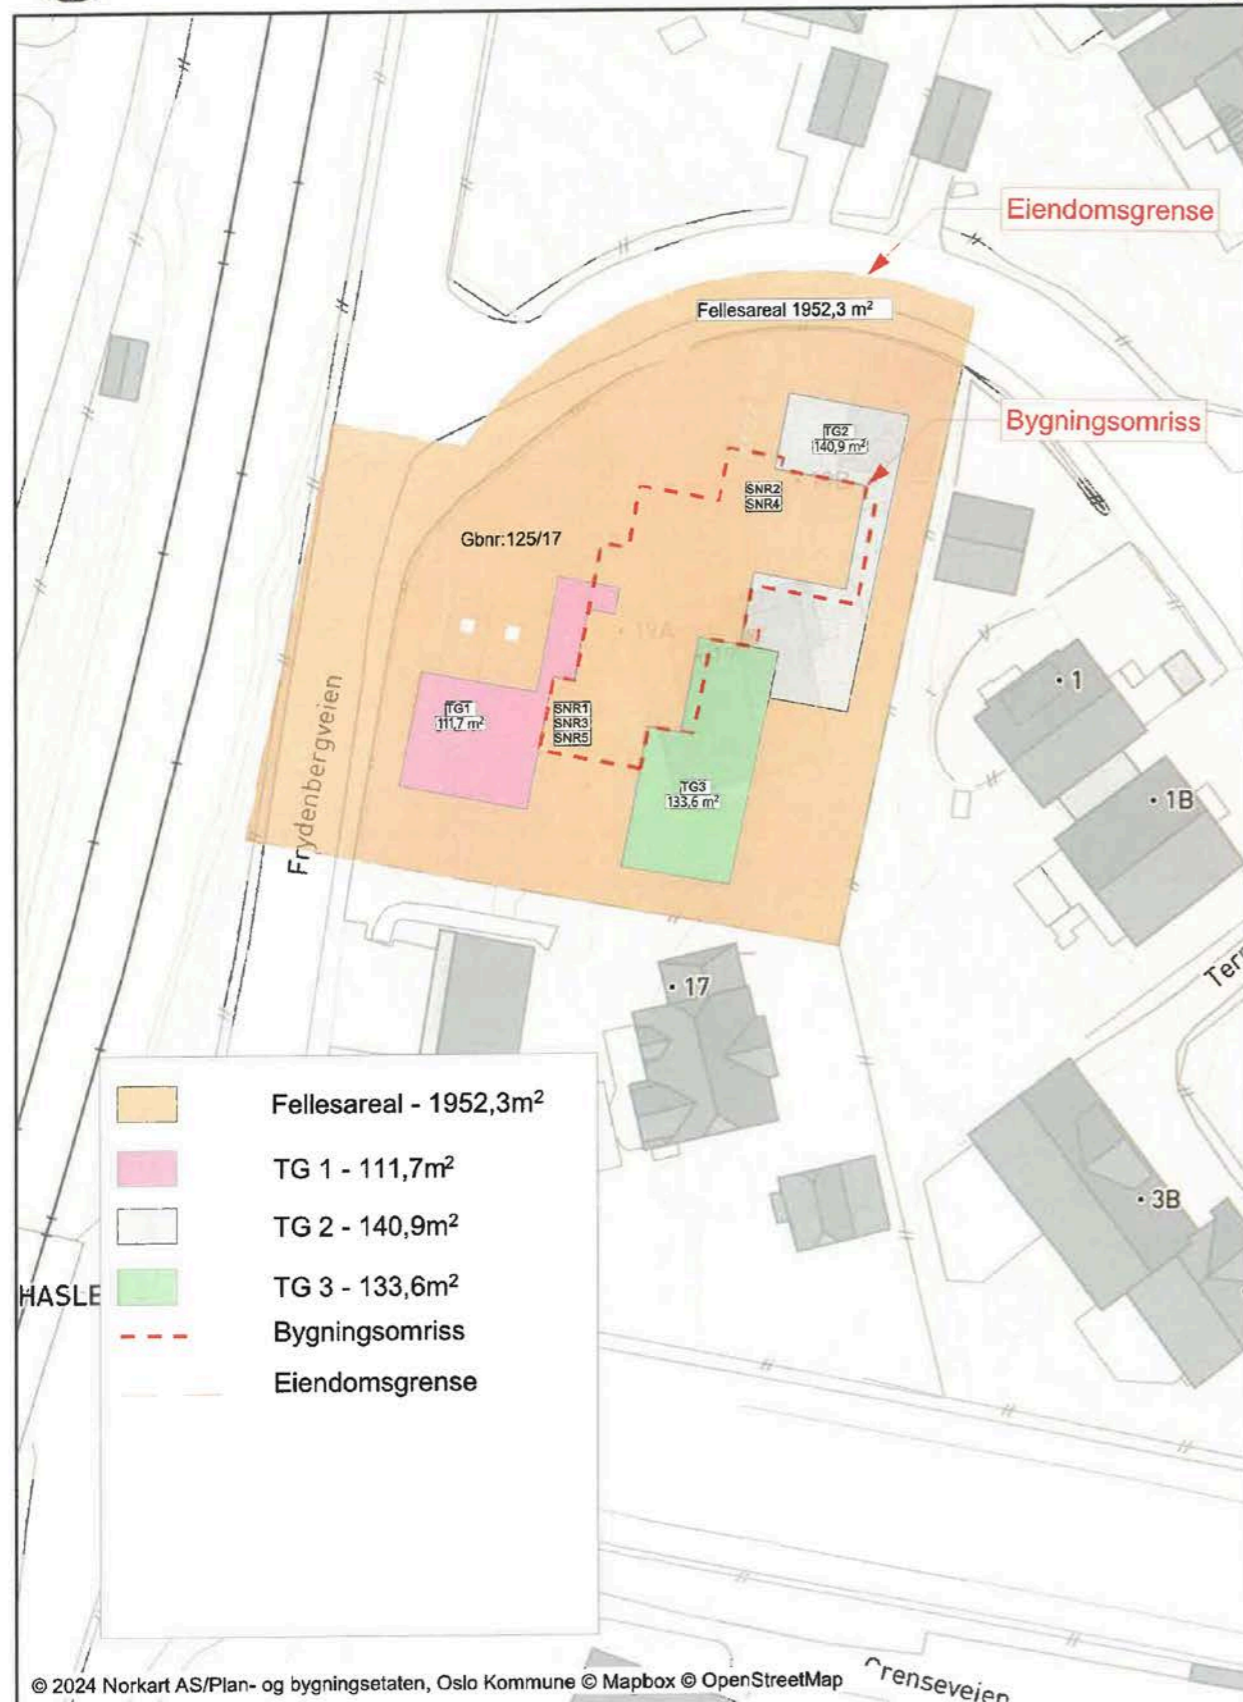 Eiendomsgrense
Fellesareal 1952,3 m²
Bygningsomriss
TG2
140,9 m²
SNR2
SNR4
Gbnr:125/17
19A
1
TG1
111,7 m²
SNR1
SNR3
SNR5
Frydenbergveien
TG3
133,6 m²
1B
17
3B
HASLE
Fellesareal - 1952,3m²
TG 1 - 111,7m²
TG 2 - 140,9m²
TG 3 - 133,6m²
Bygningsomriss
Eiendomsgrense
© 2024 Norkart AS/Plan- og bygningsetaten, Oslo Kommune © Mapbox © OpenStreetMap
Grenseveien